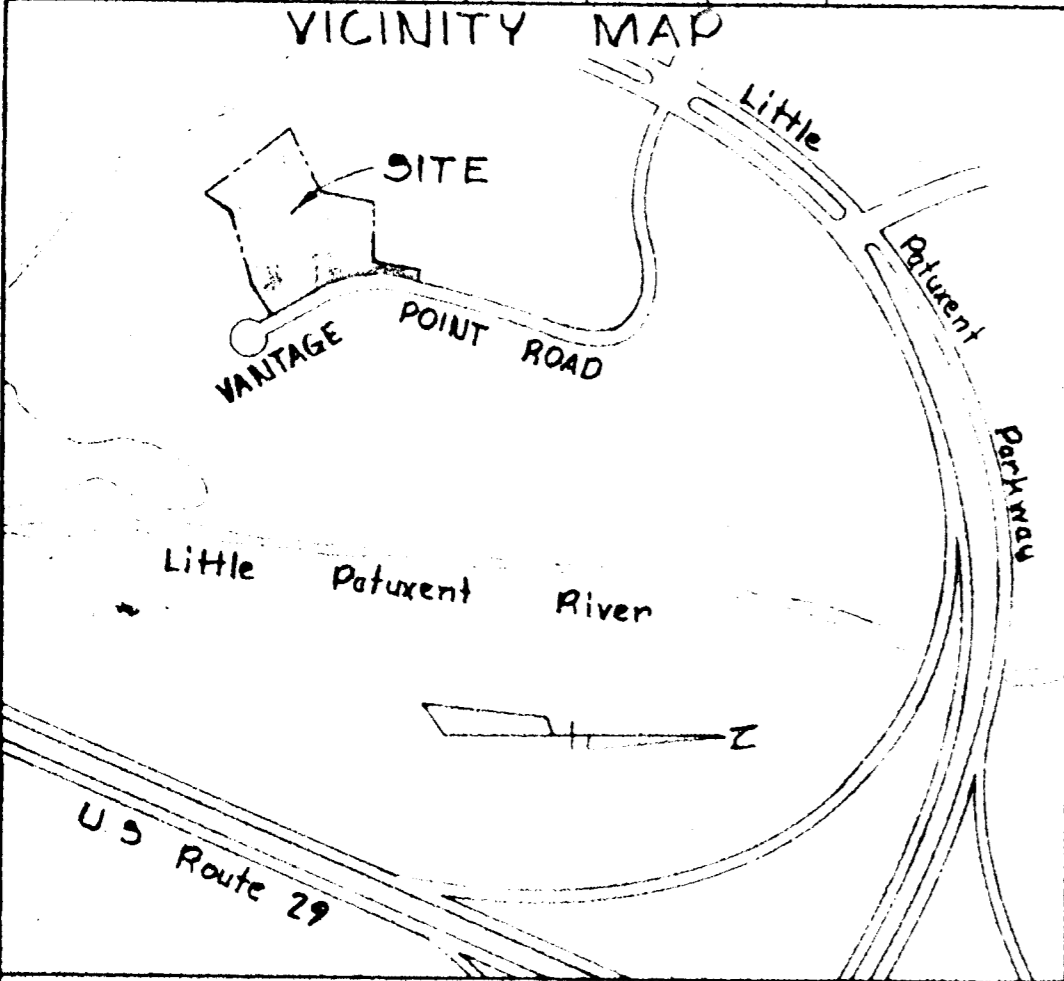 VICINITY MAP
Little
Patuxent
Parkway
SITE
VANTAGE POINT ROAD
Little Patuxent River
N
U S Route 29